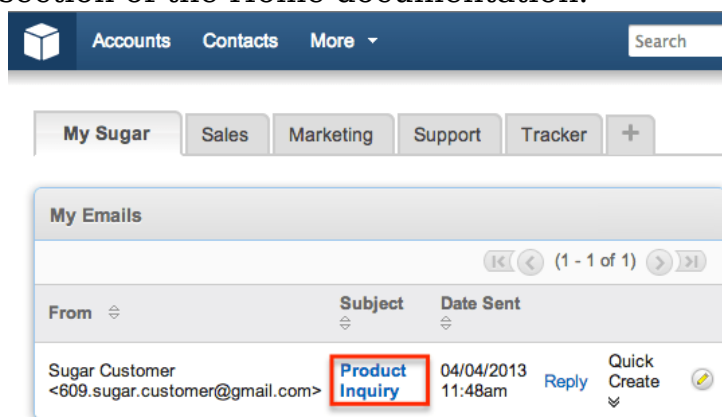 section of the Home documentation.
Accounts Contacts More Search
My Sugar Sales Marketing Support Tracker +
My Emails
(1 - 1 of 1)
From Subject Date Sent
Sugar Customer <609.sugar.customer@gmail.com> Product Inquiry 04/04/2013 11:48am Reply Quick Create